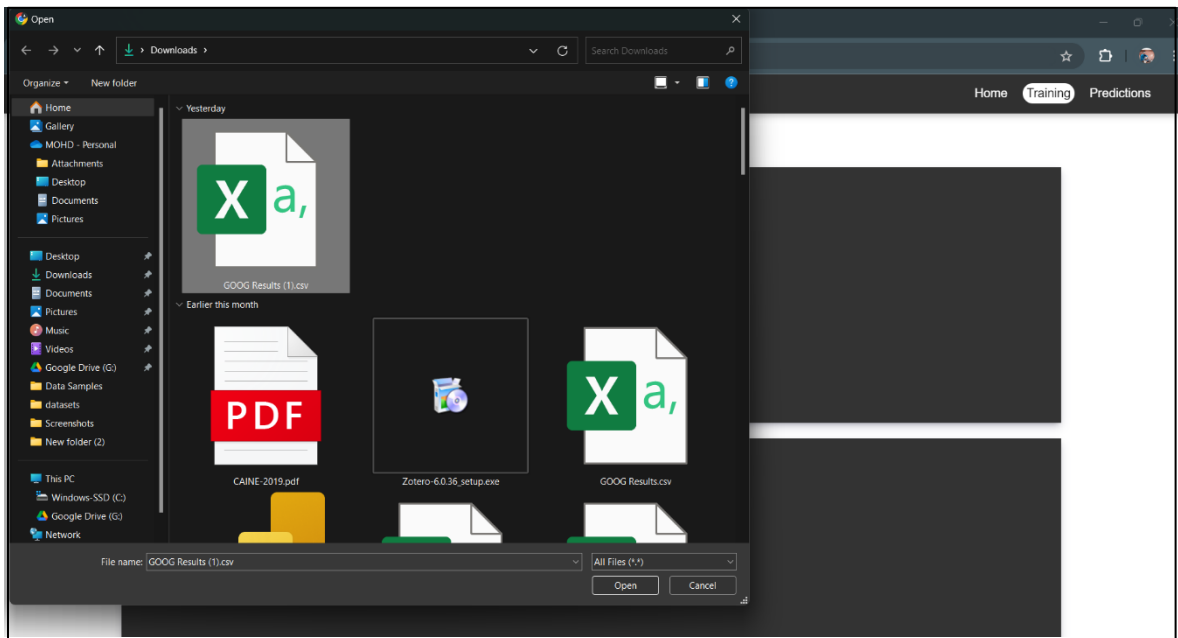 Open
Downloads
Search Downloads
Organize
New folder
Home
Training
Predictions
Home
Gallery
MOHD - Personal
Attachments
Desktop
Documents
Pictures
Desktop
Downloads
Documents
Pictures
Music
Videos
Google Drive (G:)
Data Samples
datasets
Screenshots
New folder (2)
This PC
Windows-SSD (C:)
Google Drive (G:)
Network
Yesterday
X a,
GOOG Results (1).csv
Earlier this month
PDF
X a,
CAINE-2019.pdf
Zotero-6.0.36_setup.exe
GOOG Results.csv
File name:
GOOG Results (1).csv
All Files (*.*)
Open
Cancel